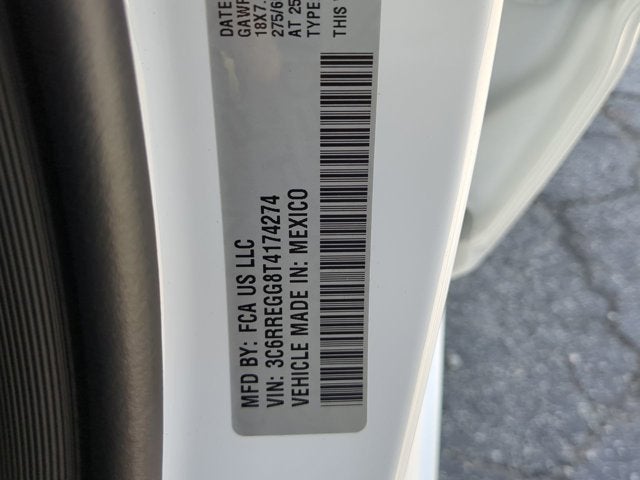 DATE
GAWR
18X7.
275/6
AT 25
TYPE
THIS
MFD BY: FCA US LLC
VIN: 3C6RREGG8T4174274
VEHICLE MADE IN: MEXICO